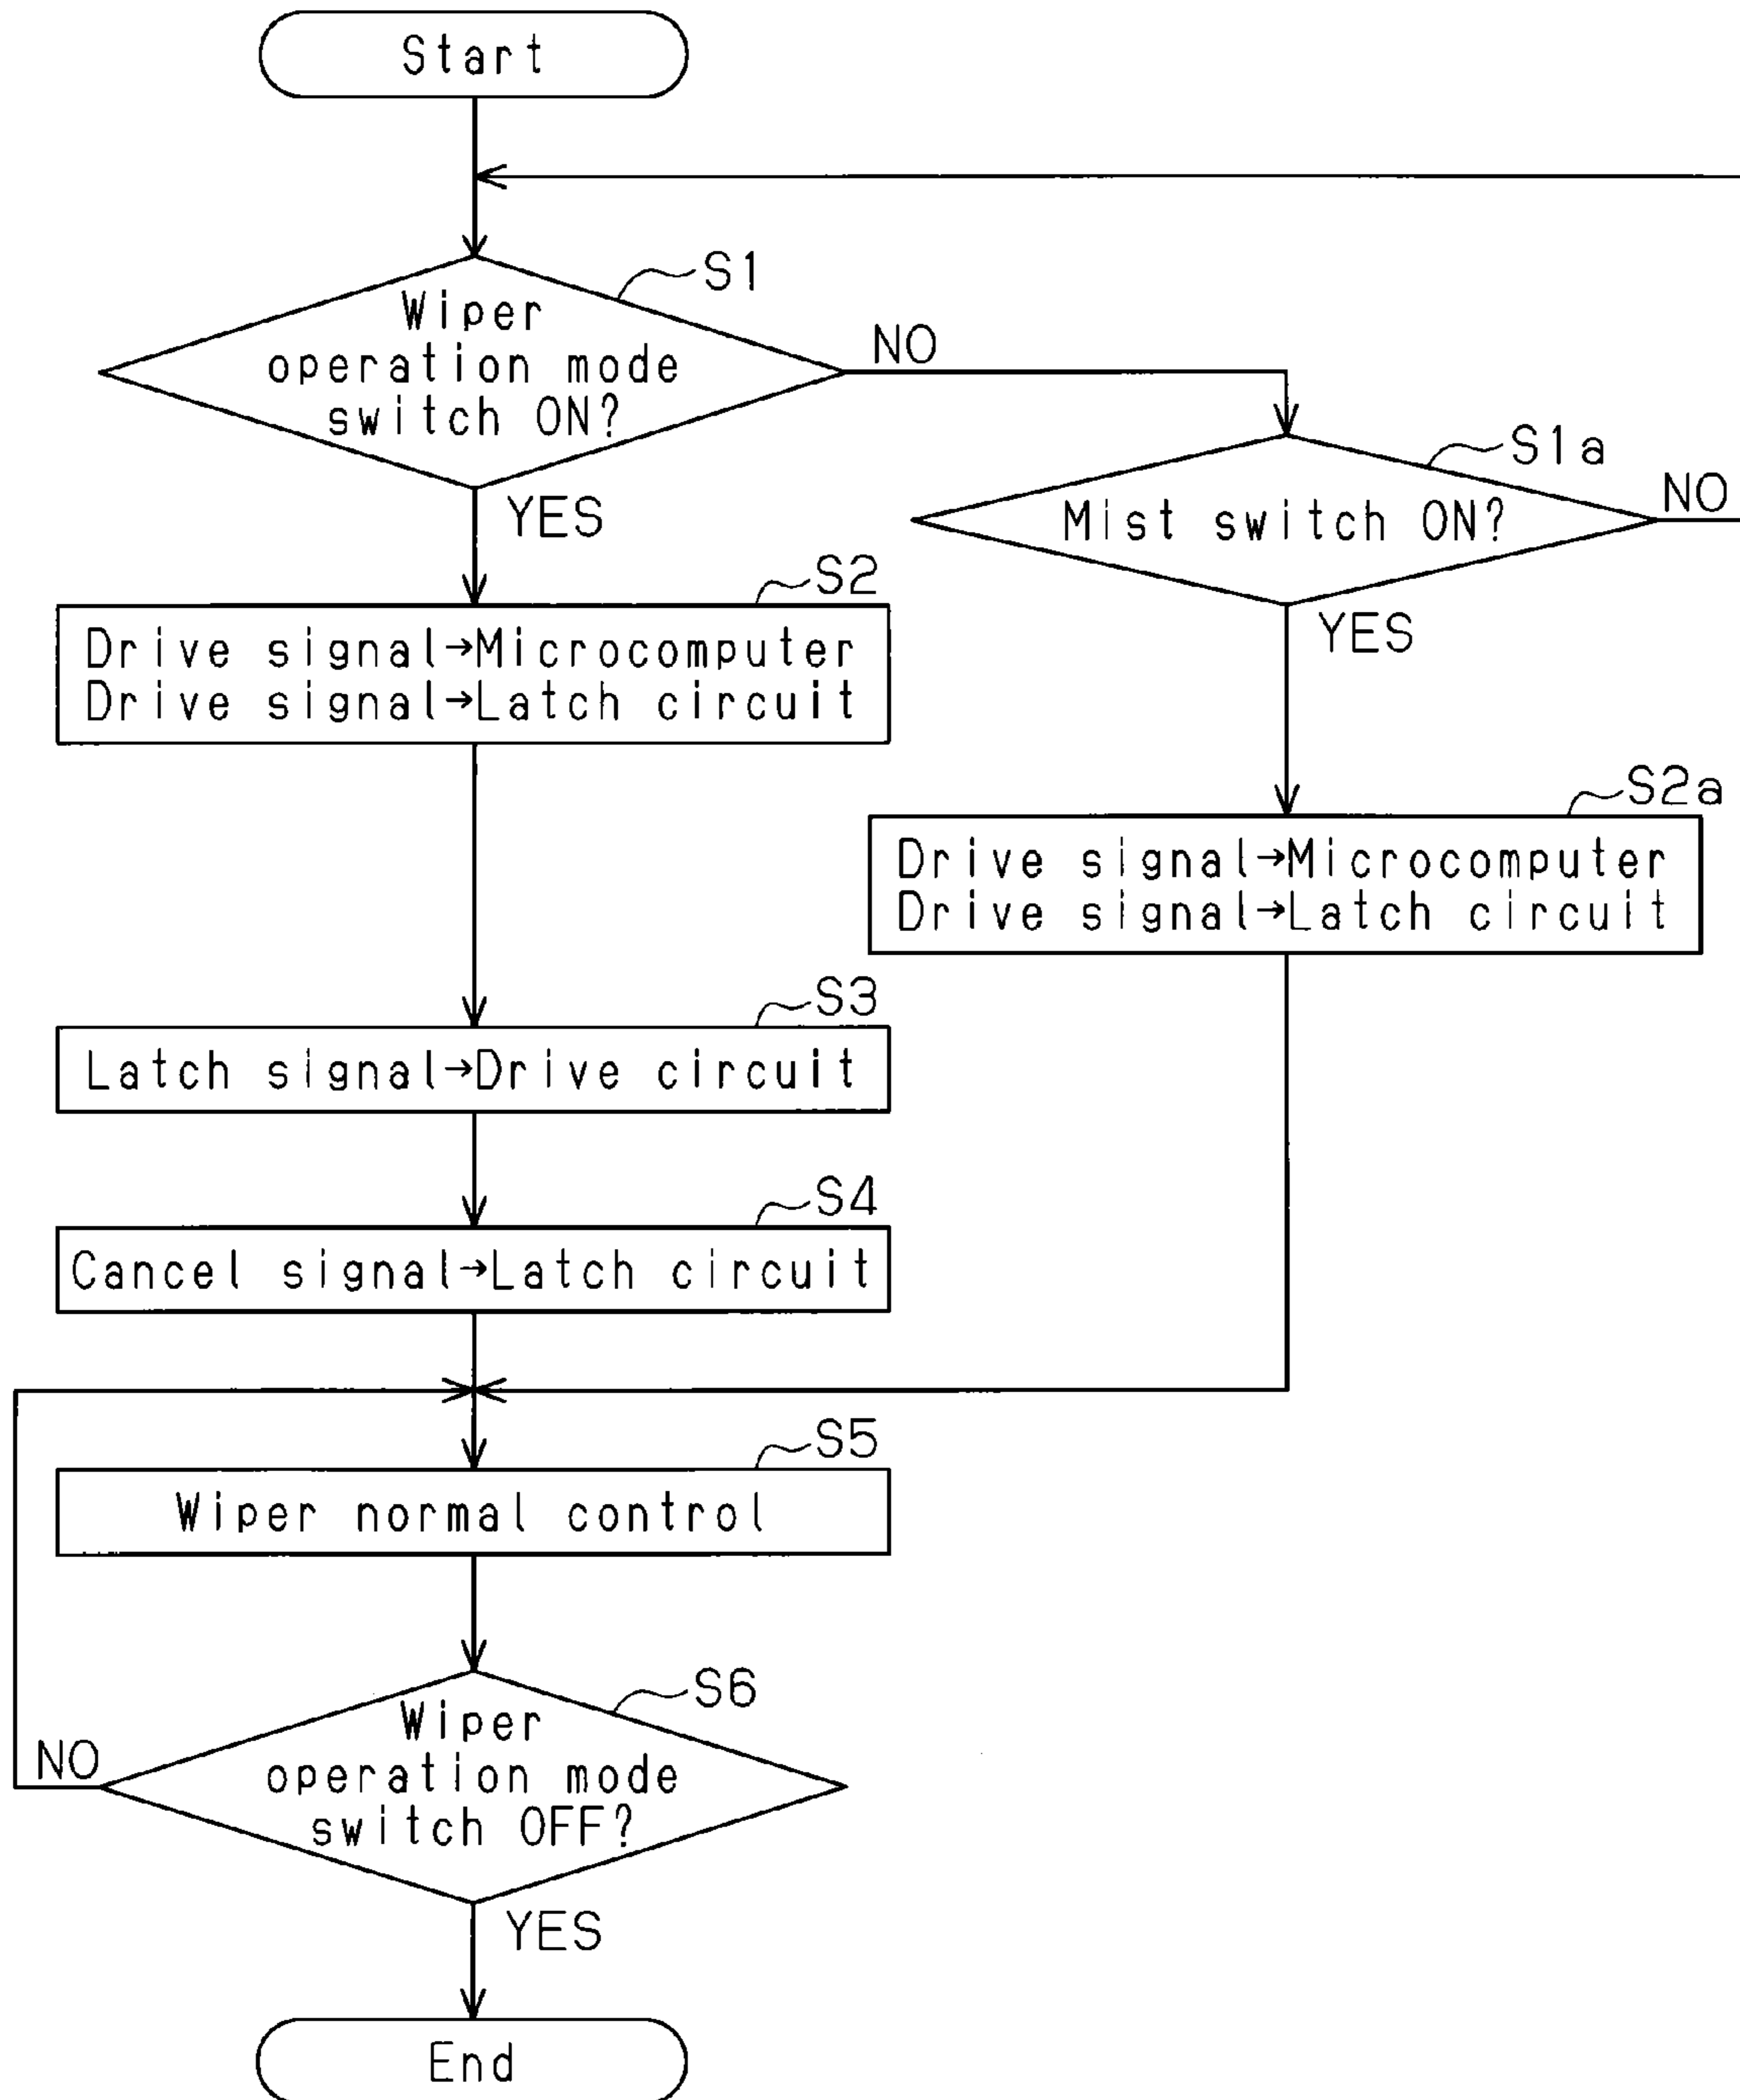 Start
S1
Wiper
operation mode
switch ON?
NO
YES
S1a
Mist switch ON?
NO
YES
S2
Drive signal→Microcomputer
Drive signal→Latch circuit
S2a
Drive signal→Microcomputer
Drive signal→Latch circuit
S3
Latch signal→Drive circuit
S4
Cancel signal→Latch circuit
S5
Wiper normal control
S6
Wiper
operation mode
switch OFF?
NO
YES
End